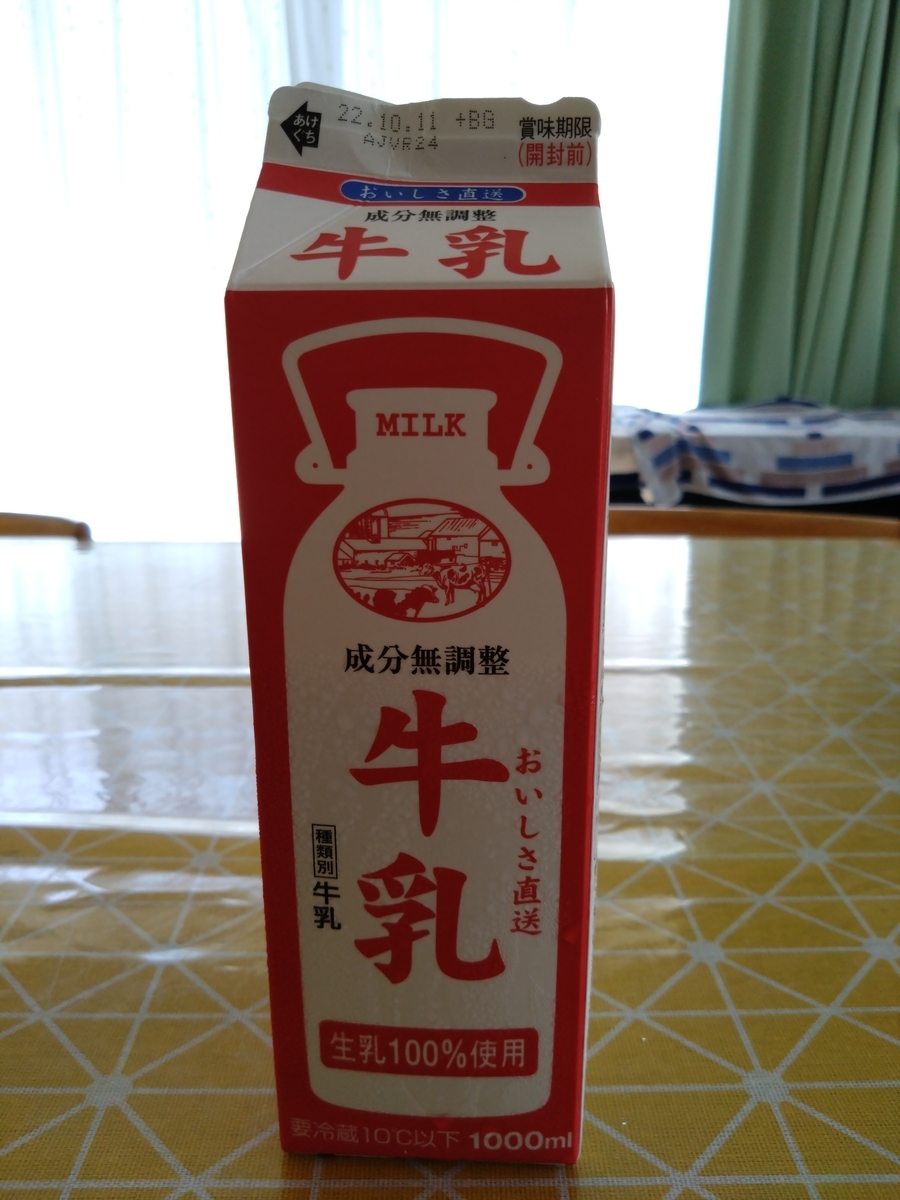 あけぐち
22.10.11 +BG
AJVR24
賞味期限
(開封前)
おいしさ直送
成分無調整
牛乳
MILK
成分無調整
牛乳
おいしさ直送
種類別
牛乳
生乳100%使用
要冷蔵10℃以下 1000ml